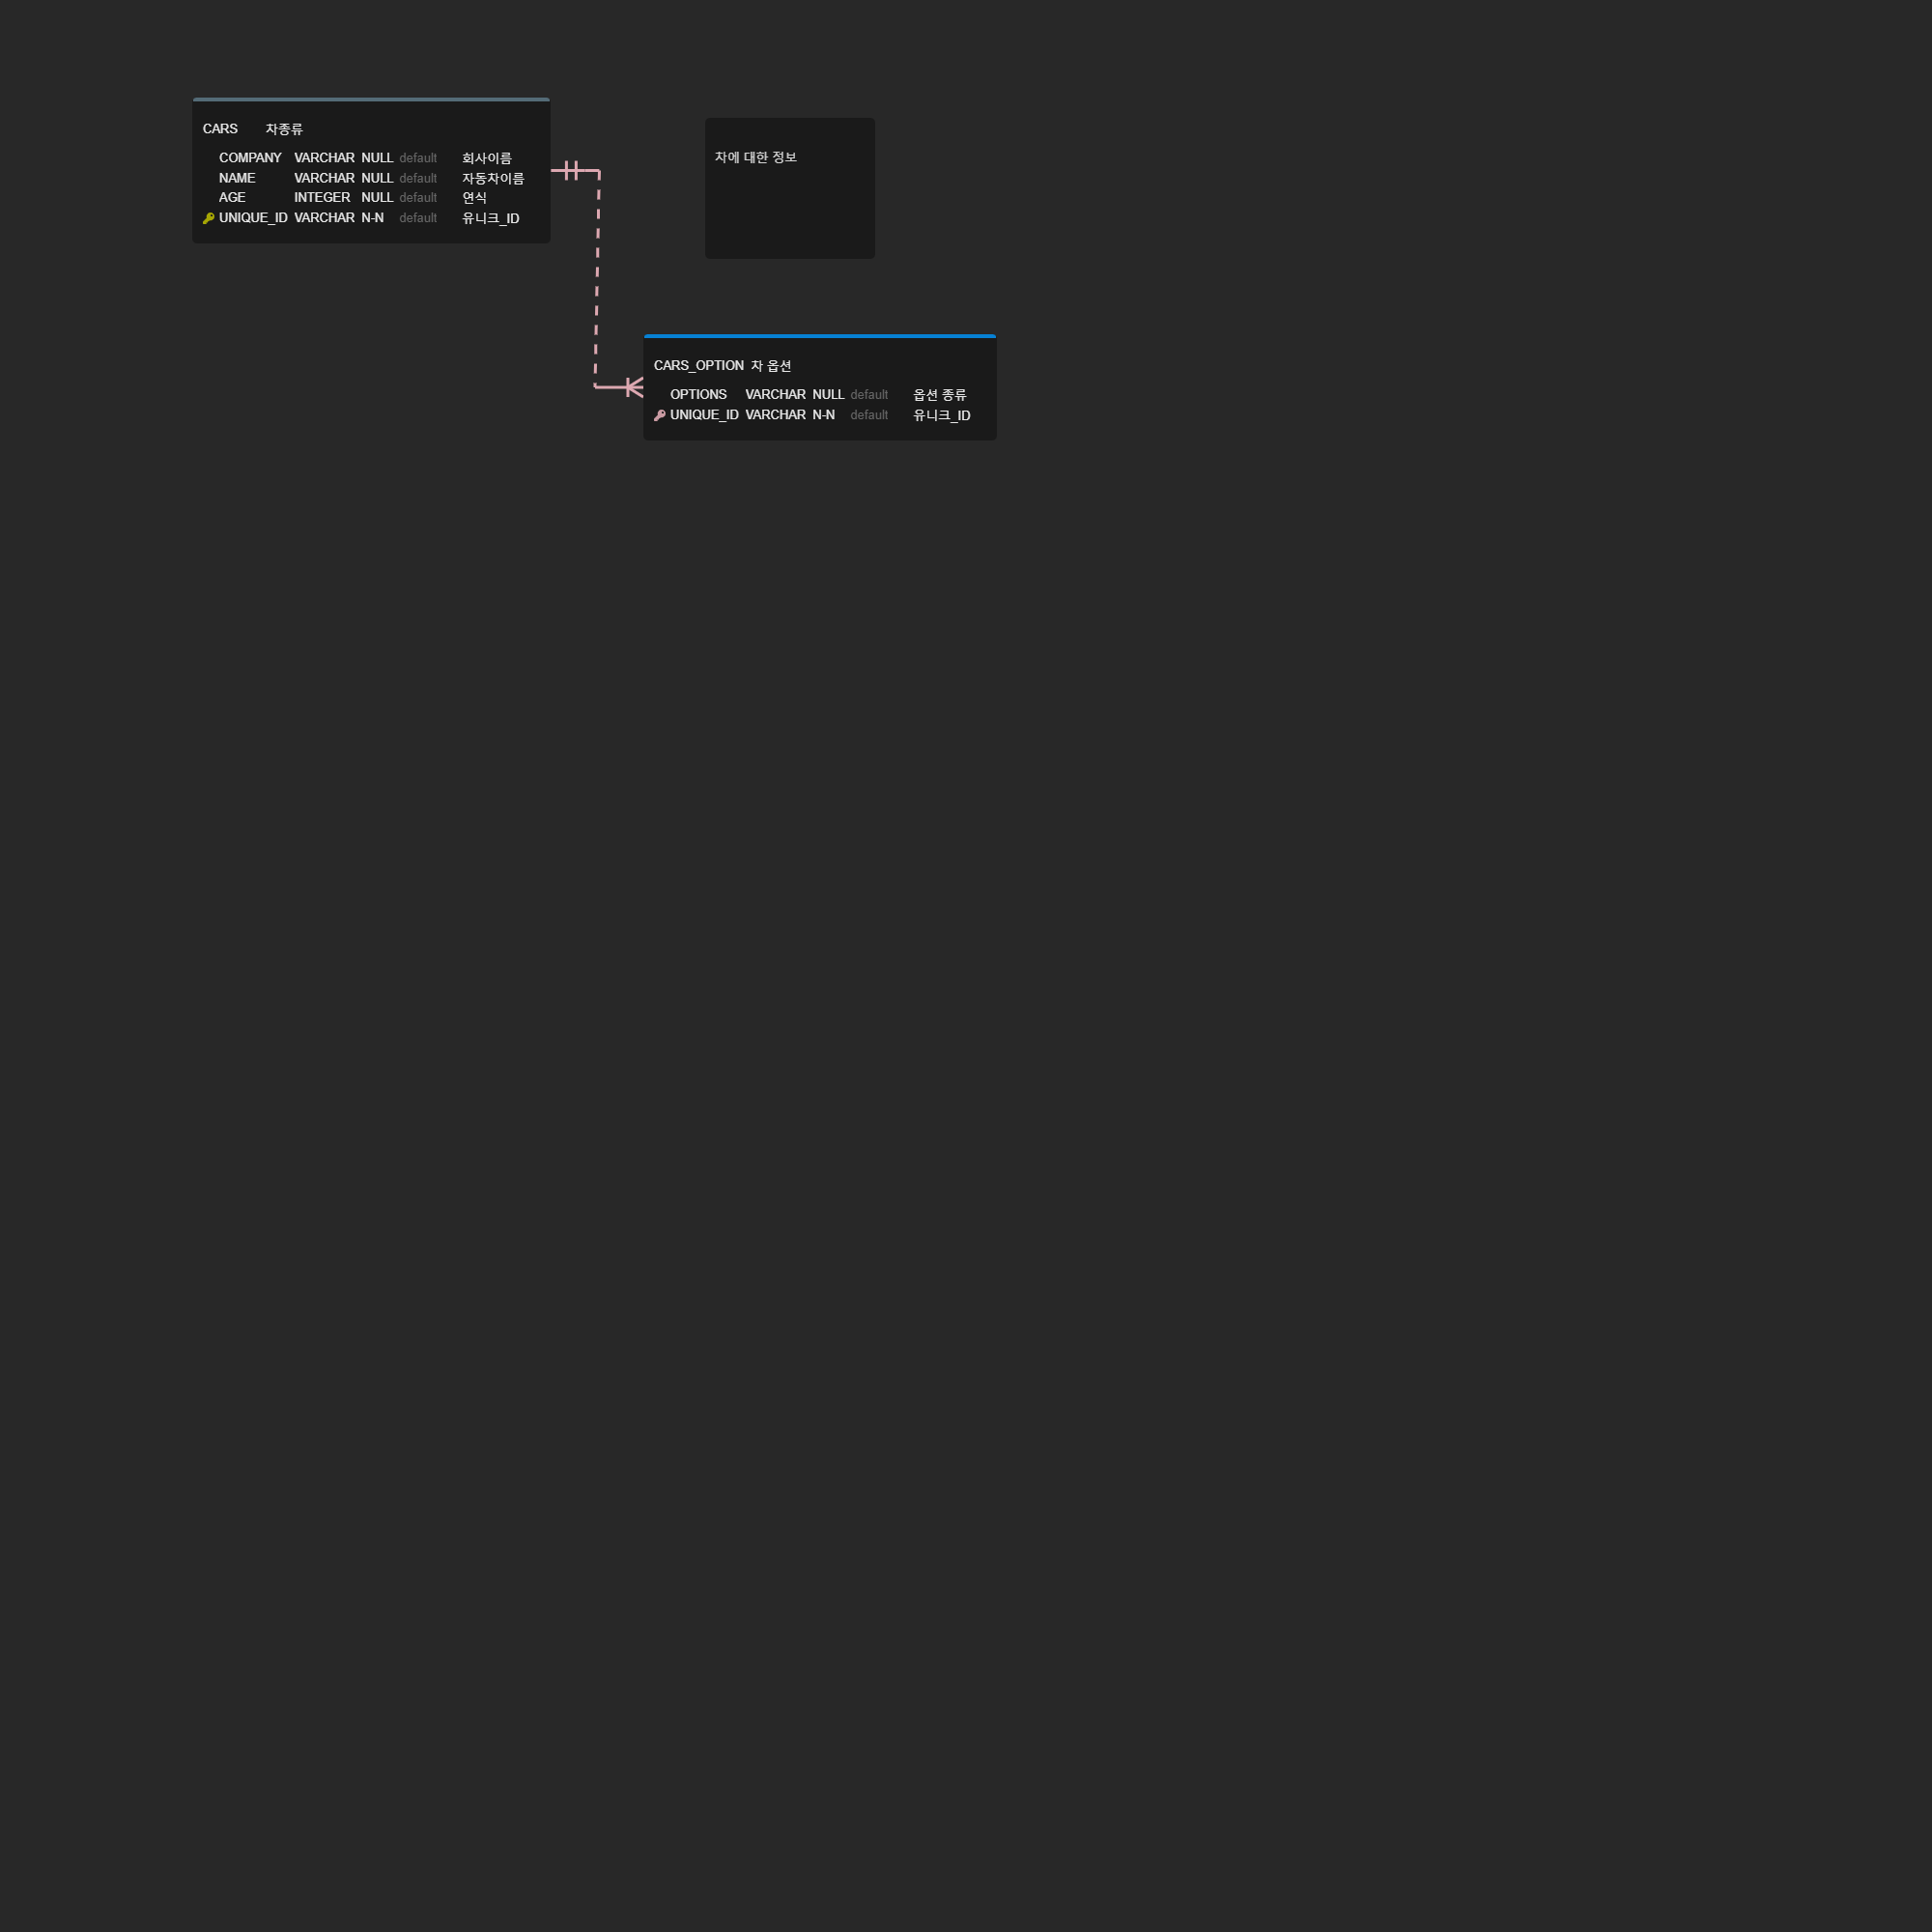 CARS 차종류
COMPANY VARCHAR NULL default 회사이름
NAME VARCHAR NULL default 자동차이름
AGE INTEGER NULL default 연식
UNIQUE_ID VARCHAR N-N default 유니크_ID
차에 대한 정보
CARS_OPTION 차 옵션
OPTIONS VARCHAR NULL default 옵션 종류
UNIQUE_ID VARCHAR N-N default 유니크_ID